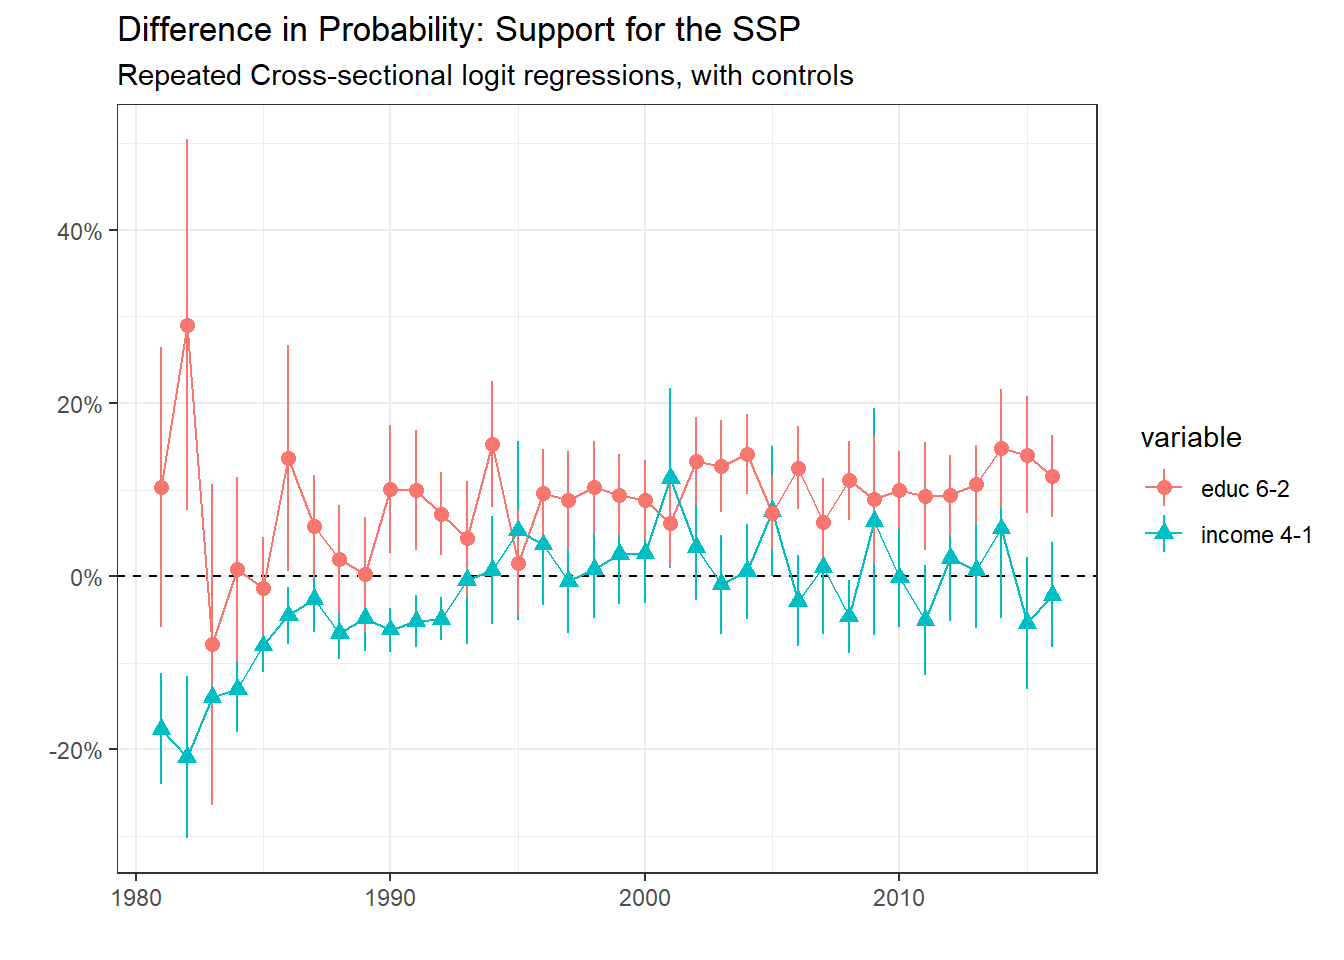 Difference in Probability: Support for the SSP
Repeated Cross-sectional logit regressions, with controls
40%
20%
0%
-20%
1980
1990
2000
2010
variable
educ 6-2
income 4-1